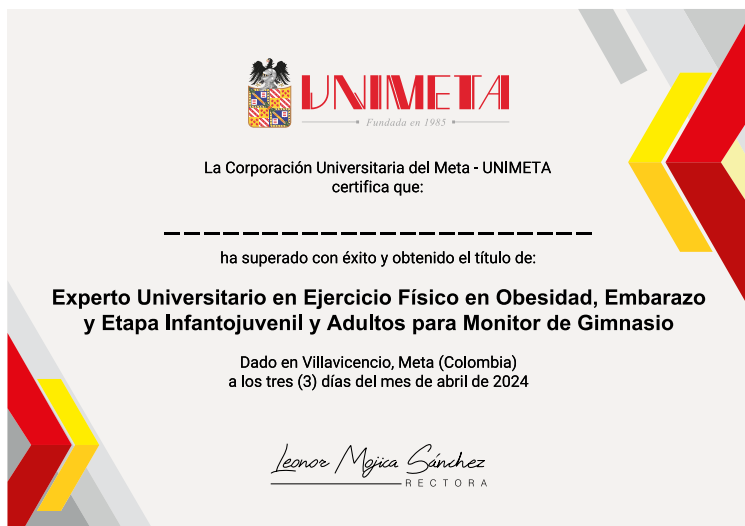 UNIMETA
Fundada en 1985
La Corporación Universitaria del Meta - UNIMETA
certifica que:
ha superado con éxito y obtenido el título de:
Experto Universitario en Ejercicio Físico en Obesidad, Embarazo
y Etapa Infantojuvenil y Adultos para Monitor de Gimnasio
Dado en Villavicencio, Meta (Colombia)
a los tres (3) días del mes de abril de 2024
Leonor Mojica Sánchez
RECTORA